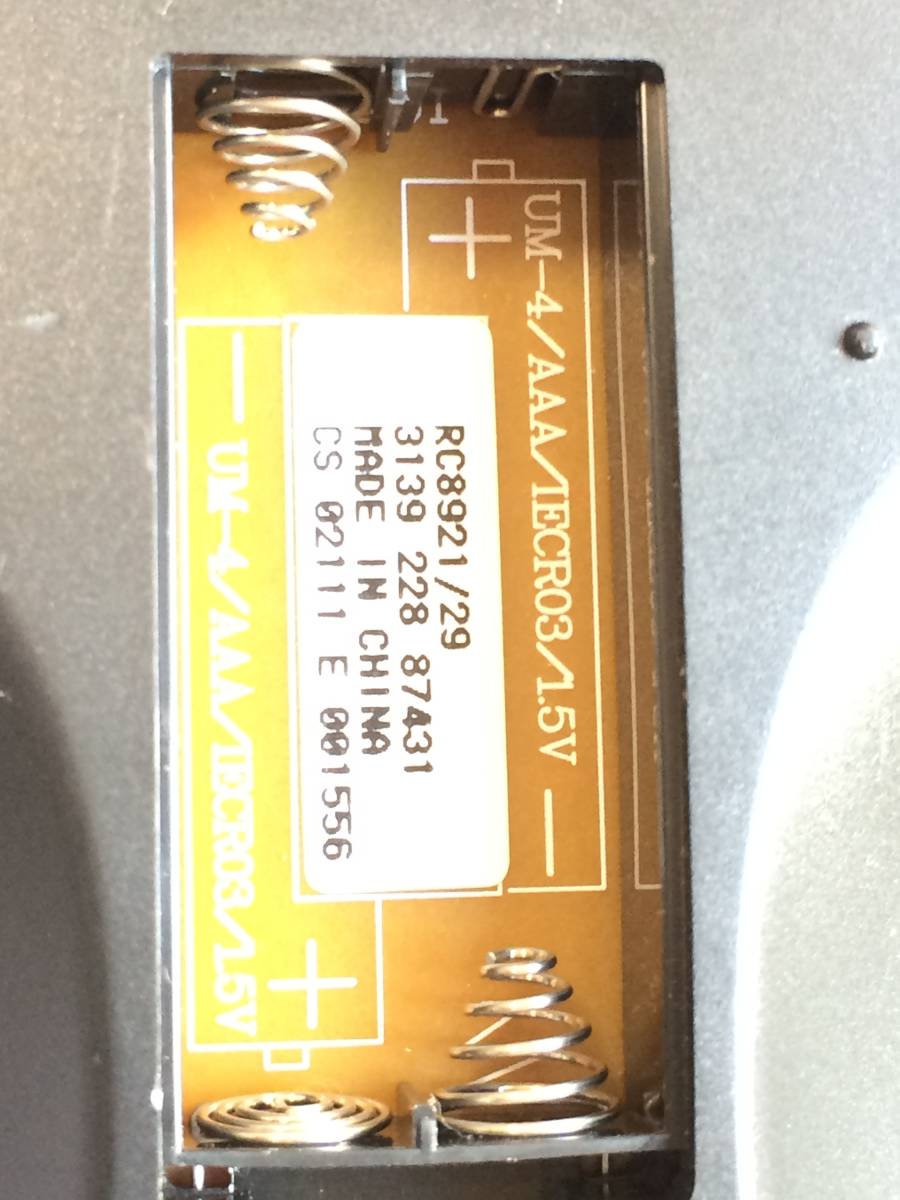 UM-4/AAA/IECR03/1.5V
RC8921/29
3139 228 87431
MADE IN CHINA
CS 02111 E 001556
UM-4/AAA/IECR03/1.5V